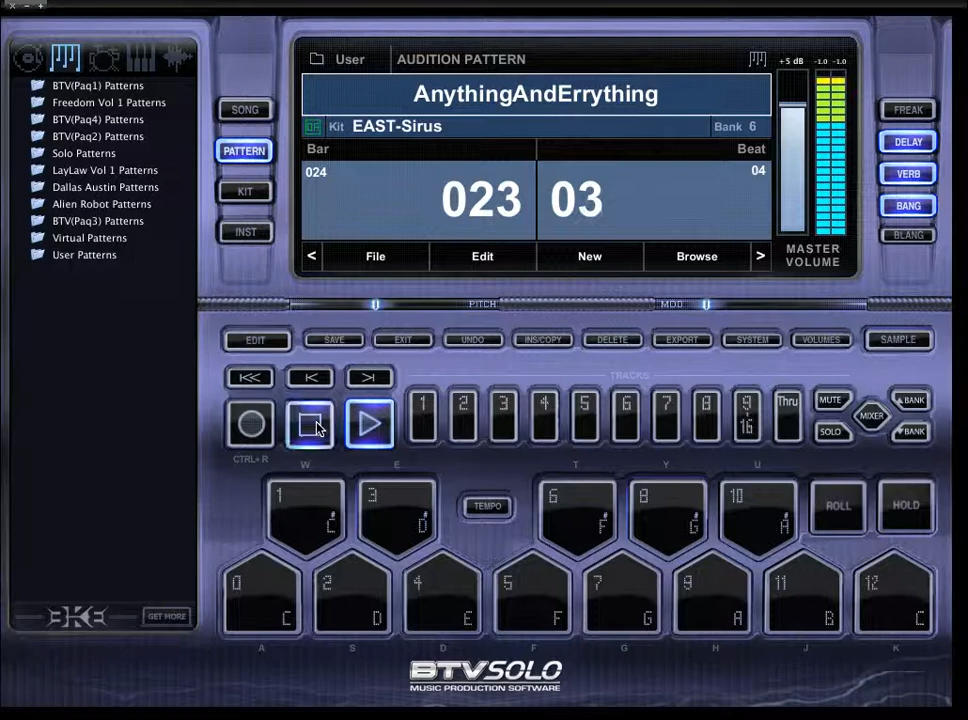 User AUDITION PATTERN +5 dB -1.0 -1.0
AnythingAndErrything
Kit EAST-Sirus Bank 6
Bar Beat
024 023 03 04
< File Edit New Browse >
MASTER
VOLUME
BTV(Paq1) Patterns
Freedom Vol 1 Patterns
BTV(Paq4) Patterns
BTV(Paq2) Patterns
Solo Patterns
LayLaw Vol 1 Patterns
Dallas Austin Patterns
Alien Robot Patterns
BTV(Paq3) Patterns
Virtual Patterns
User Patterns
GET MORE
SONG
PATTERN
KIT
INST
FREAK
DELAY
VERB
BANG
BLANG
PITCH MOD
EDIT SAVE EXIT UNDO INS/COPY DELETE EXPORT SYSTEM VOLUMES SAMPLE
TRACKS
1 2 3 4 5 6 7 8 9 16 Thru
MUTE SOLO MIXER BANK BANK
CTRL+R W E T Y U
1 C# 3 D# TEMPO 6 F# 8 G# 10 A# ROLL HOLD
0 C 2 D 4 E 5 F 7 G 9 A 11 B 12 C
A S D F G H J K
BTVSOLO
MUSIC PRODUCTION SOFTWARE